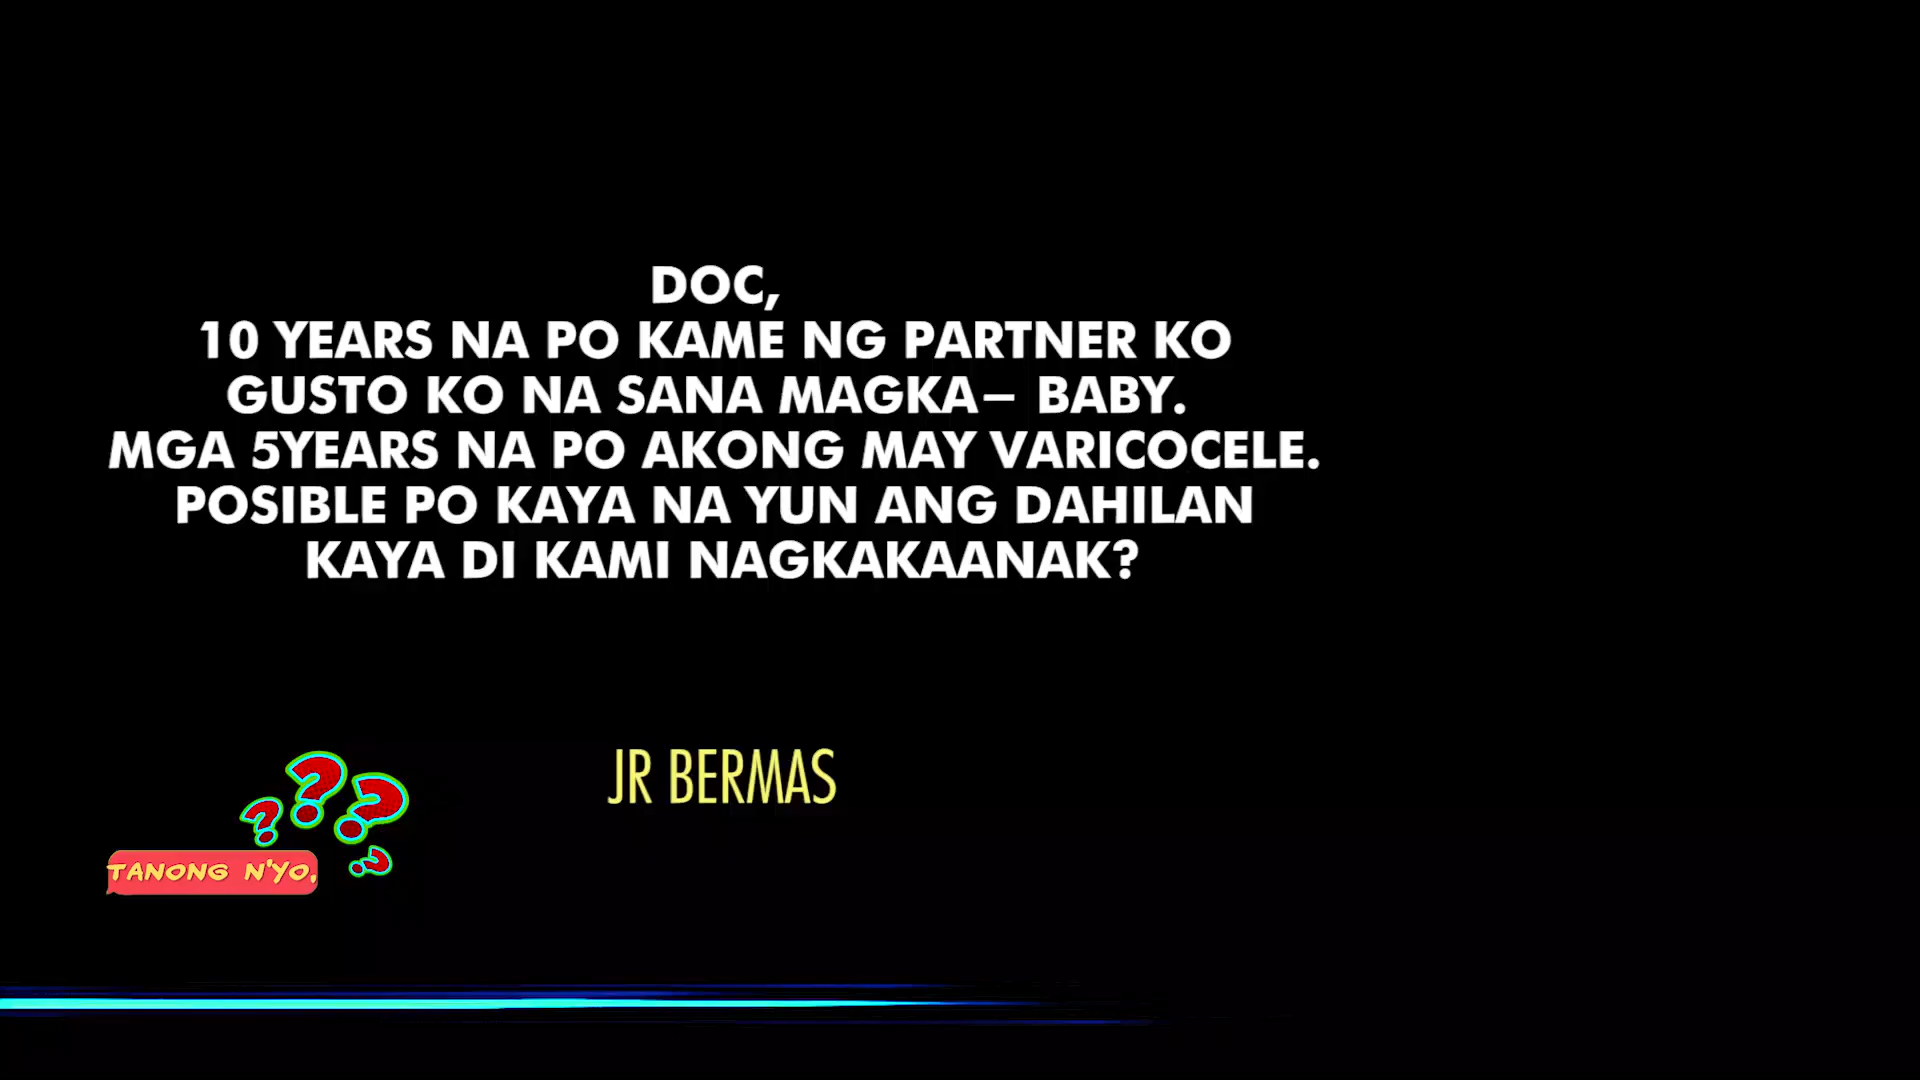 DOC,
10 YEARS NA PO KAME NG PARTNER KO
GUSTO KO NA SANA MAGKA– BABY.
MGA 5YEARS NA PO AKONG MAY VARICOCELE.
POSIBLE PO KAYA NA YUN ANG DAHILAN
KAYA DI KAMI NAGKAKAANAK?
JR BERMAS
????
TANONG N'YO,